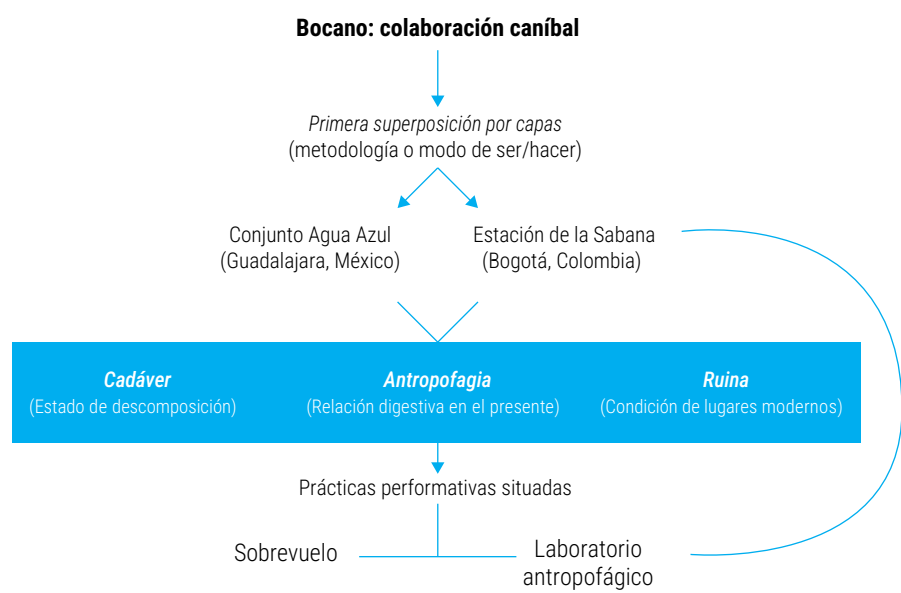 Bocano: colaboración caníbal
Primera superposición por capas
(metodología o modo de ser/hacer)
Conjunto Agua Azul
(Guadalajara, México)
Estación de la Sabana
(Bogotá, Colombia)
Cadáver
(Estado de descomposición)
Antropofagia
(Relación digestiva en el presente)
Ruina
(Condición de lugares modernos)
Prácticas performativas situadas
Sobrevuelo
Laboratorio
antropofágico